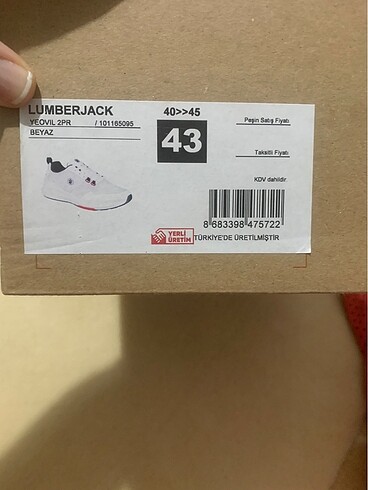 LUMBERJACK
YEOVIL 2PR / 101165095
BEYAZ
40>>45
43
Peşin Satış Fiyatı
Taksitli Fiyatı
KDV dahildir.
8 683398 475722
YERLİ ÜRETİM
TÜRKİYE'DE ÜRETİLMİŞTİR